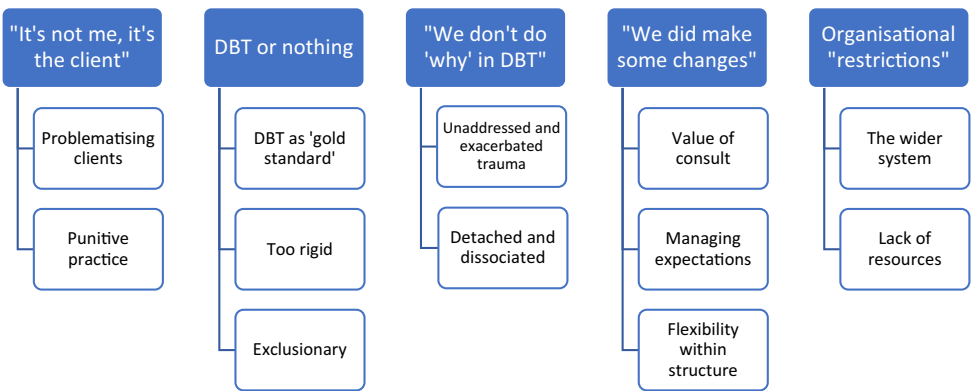 "It's not me, it's
the client"
Problematising
clients
Punitive
practice
DBT or nothing
DBT as 'gold
standard'
Too rigid
Exclusionary
"We don't do
'why' in DBT"
Unaddressed and
exacerbated
trauma
Detached and
dissociated
"We did make
some changes"
Value of
consult
Managing
expectations
Flexibility
within
structure
Organisational
"restrictions"
The wider
system
Lack of
resources